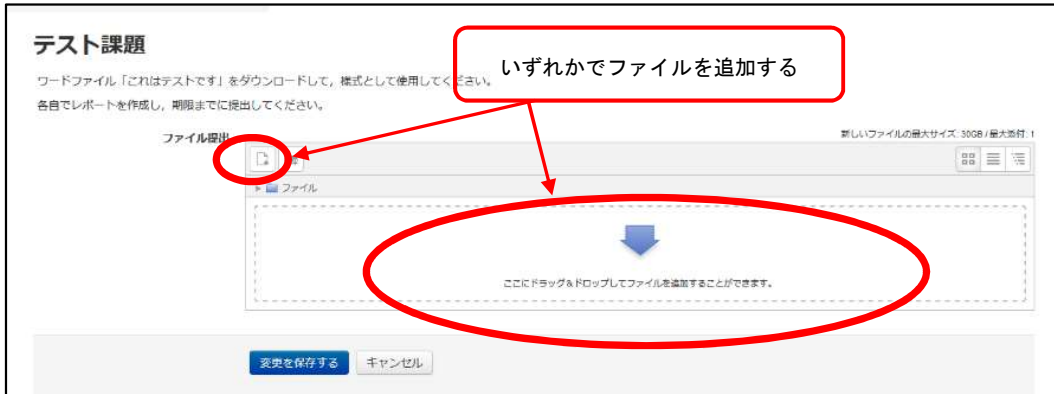 テスト課題
いずれかでファイルを追加する
ワードファイル「これはテストです」をダウンロードして，様式として使用してください。
各自でレポートを作成し，期限までに提出してください。
ファイル提出
新しいファイルの最大サイズ: 30GB / 最大添付: 1
ファイル
ここにドラッグ&ドロップしてファイルを追加することができます。
変更を保存する キャンセル